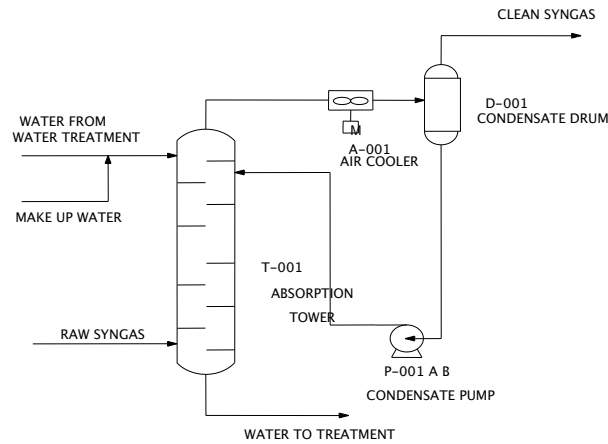 CLEAN SYNGAS
D-001
CONDENSATE DRUM
M
A-001
AIR COOLER
WATER FROM
WATER TREATMENT
MAKE UP WATER
T-001
ABSORPTION
TOWER
RAW SYNGAS
P-001 A B
CONDENSATE PUMP
WATER TO TREATMENT